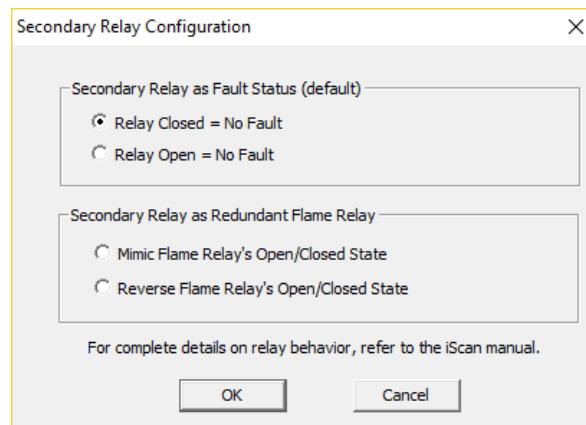 Secondary Relay Configuration
Secondary Relay as Fault Status (default)
Relay Closed = No Fault
Relay Open = No Fault
Secondary Relay as Redundant Flame Relay
Mimic Flame Relay's Open/Closed State
Reverse Flame Relay's Open/Closed State
For complete details on relay behavior, refer to the iScan manual.
OK
Cancel